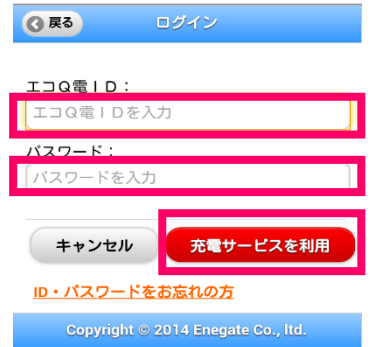 戻る
ログイン
エコQ電ID：
エコQ電IDを入力
パスワード：
パスワードを入力
キャンセル
充電サービスを利用
ID・パスワードをお忘れの方
Copyright © 2014 Enegate Co., ltd.